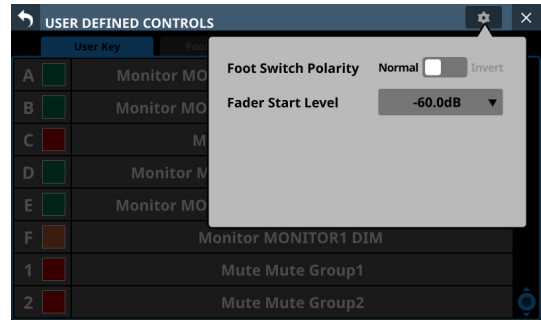 USER DEFINED CONTROLS
User Key Foo
Foot Switch Polarity Normal Invert
Fader Start Level -60.0dB
A Monitor MO
B Monitor MO
C M
D Monitor M
E Monitor MO
F Monitor MONITOR1 DIM
1 Mute Mute Group1
2 Mute Mute Group2